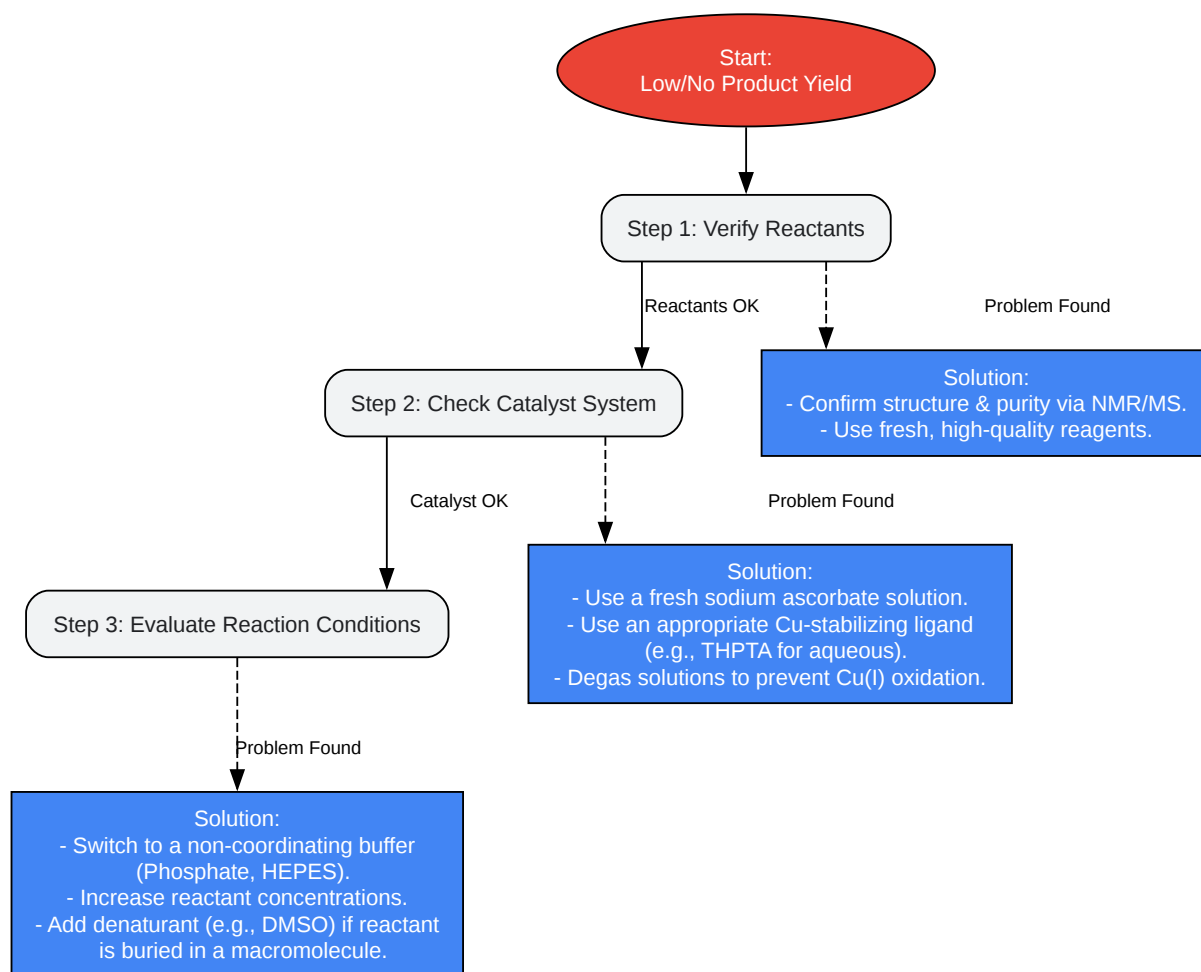 Start:
Low/No Product Yield
Step 1: Verify Reactants
Reactants OK
Problem Found
Solution:
- Confirm structure & purity via NMR/MS.
- Use fresh, high-quality reagents.
Step 2: Check Catalyst System
Catalyst OK
Problem Found
Solution:
- Use a fresh sodium ascorbate solution.
- Use an appropriate Cu-stabilizing ligand
(e.g., THPTA for aqueous).
- Degas solutions to prevent Cu(I) oxidation.
Step 3: Evaluate Reaction Conditions
Problem Found
Solution:
- Switch to a non-coordinating buffer
(Phosphate, HEPES).
- Increase reactant concentrations.
- Add denaturant (e.g., DMSO) if reactant
is buried in a macromolecule.